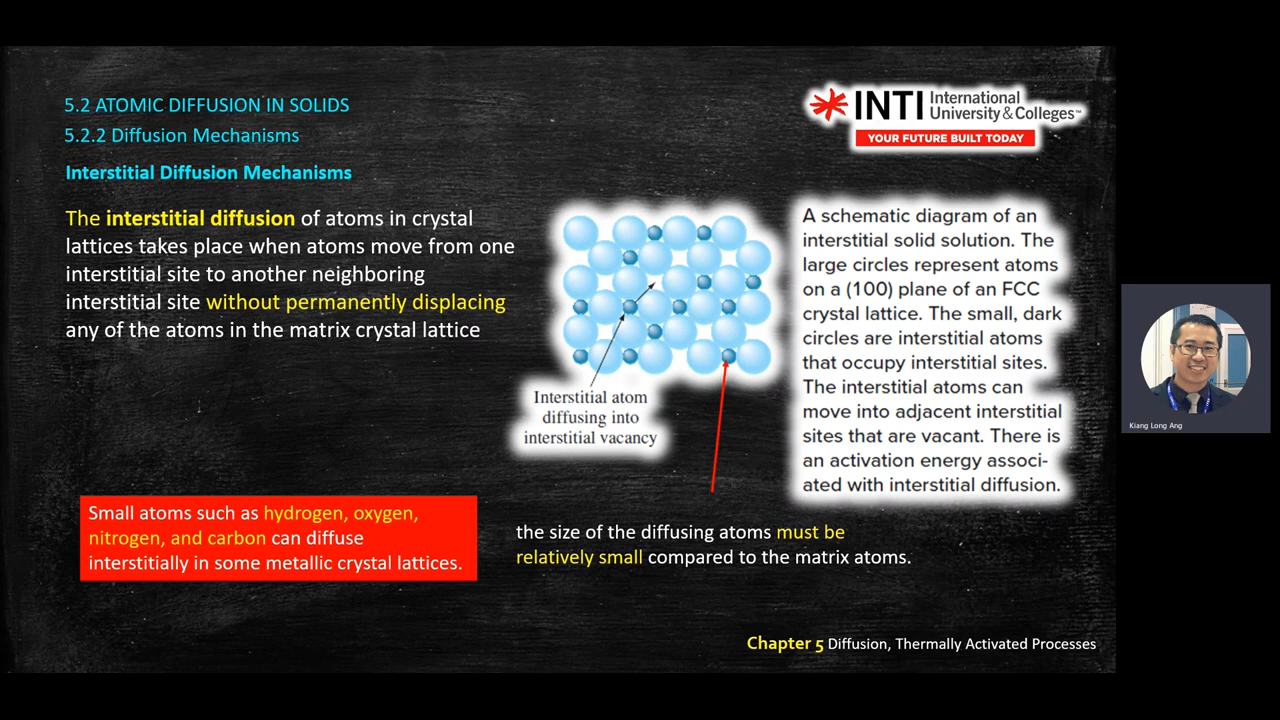 5.2 ATOMIC DIFFUSION IN SOLIDS
5.2.2 Diffusion Mechanisms
Interstitial Diffusion Mechanisms
INTI International
University & Colleges™
YOUR FUTURE BUILT TODAY
The interstitial diffusion of atoms in crystal
lattices takes place when atoms move from one
interstitial site to another neighboring
interstitial site without permanently displacing
any of the atoms in the matrix crystal lattice
Interstitial atom
diffusing into
interstitial vacancy
A schematic diagram of an
interstitial solid solution. The
large circles represent atoms
on a (100) plane of an FCC
crystal lattice. The small, dark
circles are interstitial atoms
that occupy interstitial sites.
The interstitial atoms can
move into adjacent interstitial
sites that are vacant. There is
an activation energy associ-
ated with interstitial diffusion.
Kiang Long Ang
Small atoms such as hydrogen, oxygen,
nitrogen, and carbon can diffuse
interstitially in some metallic crystal lattices.
the size of the diffusing atoms must be
relatively small compared to the matrix atoms.
Chapter 5 Diffusion, Thermally Activated Processes